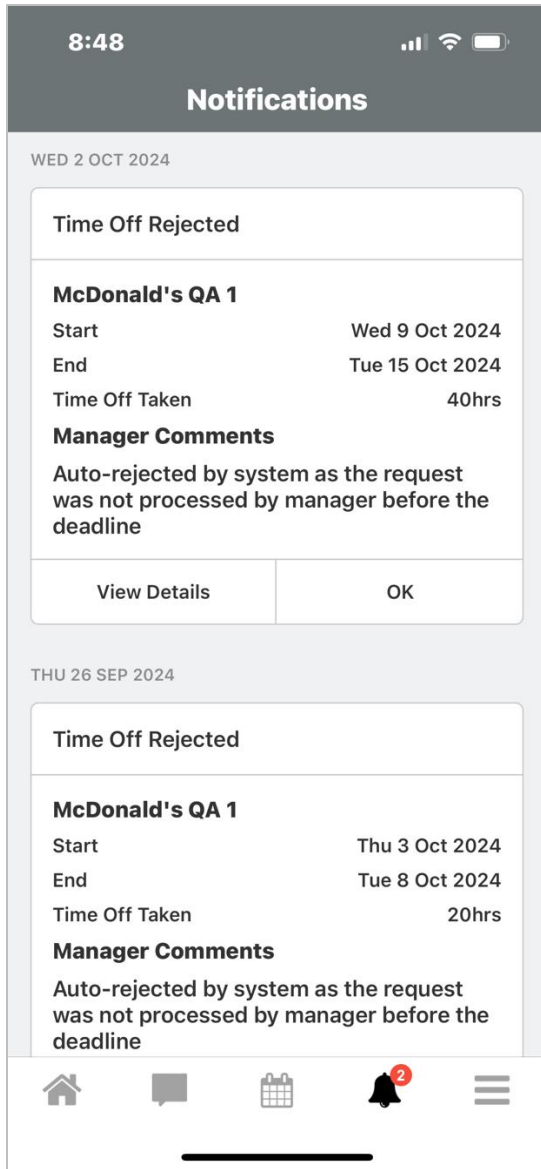 8:48
Notifications
WED 2 OCT 2024
Time Off Rejected
McDonald's QA 1
Start Wed 9 Oct 2024
End Tue 15 Oct 2024
Time Off Taken 40hrs
Manager Comments
Auto-rejected by system as the request
was not processed by manager before the
deadline
View Details OK
THU 26 SEP 2024
Time Off Rejected
McDonald's QA 1
Start Thu 3 Oct 2024
End Tue 8 Oct 2024
Time Off Taken 20hrs
Manager Comments
Auto-rejected by system as the request
was not processed by manager before the
deadline
2